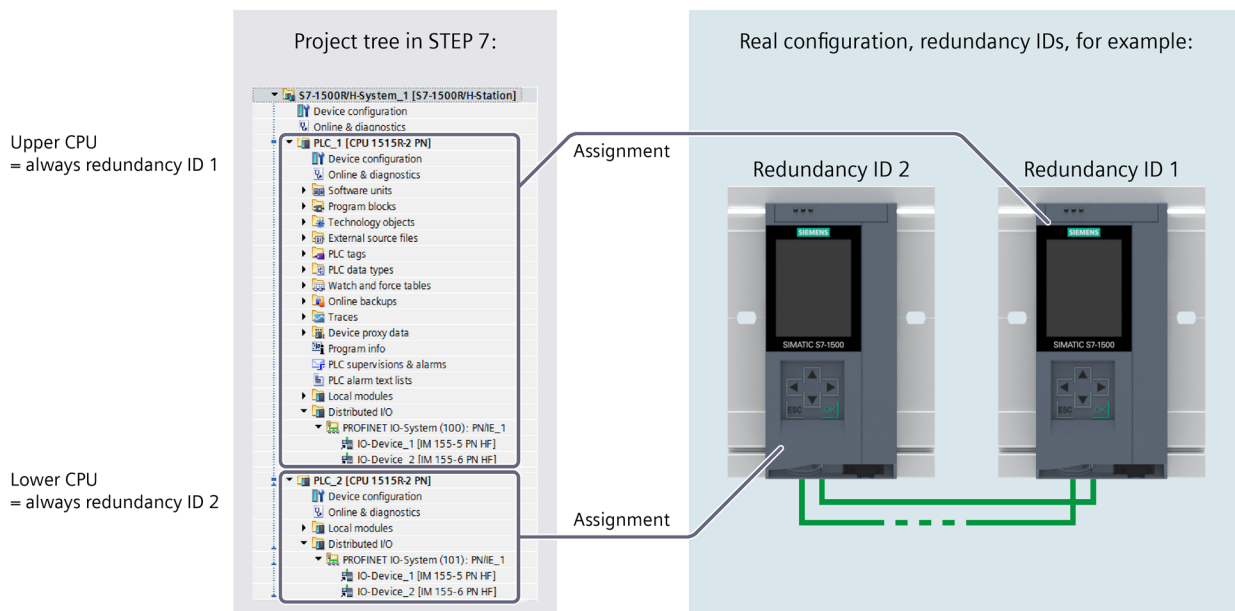 Project tree in STEP 7:
Real configuration, redundancy IDs, for example:
S7-1500R/H-System_1 [S7-1500R/H-Station]
Device configuration
Online & diagnostics
Upper CPU
= always redundancy ID 1
PLC_1 [CPU 1515R-2 PN]
Device configuration
Online & diagnostics
Software units
Program blocks
Technology objects
External source files
PLC tags
PLC data types
Watch and force tables
Online backups
Traces
Device proxy data
Program info
PLC supervisions & alarms
PLC alarm text lists
Local modules
Distributed I/O
PROFINET IO-System (100): PN/IE_1
IO-Device_1 [IM 155-5 PN HF]
IO-Device_2 [IM 155-6 PN HF]
Lower CPU
= always redundancy ID 2
PLC_2 [CPU 1515R-2 PN]
Device configuration
Online & diagnostics
Local modules
Distributed I/O
PROFINET IO-System (101): PN/IE_1
IO-Device_1 [IM 155-5 PN HF]
IO-Device_2 [IM 155-6 PN HF]
Assignment
Assignment
Redundancy ID 2
SIEMENS
SIMATIC S7-1500
ESC
OK
Redundancy ID 1
SIEMENS
SIMATIC S7-1500
ESC
OK